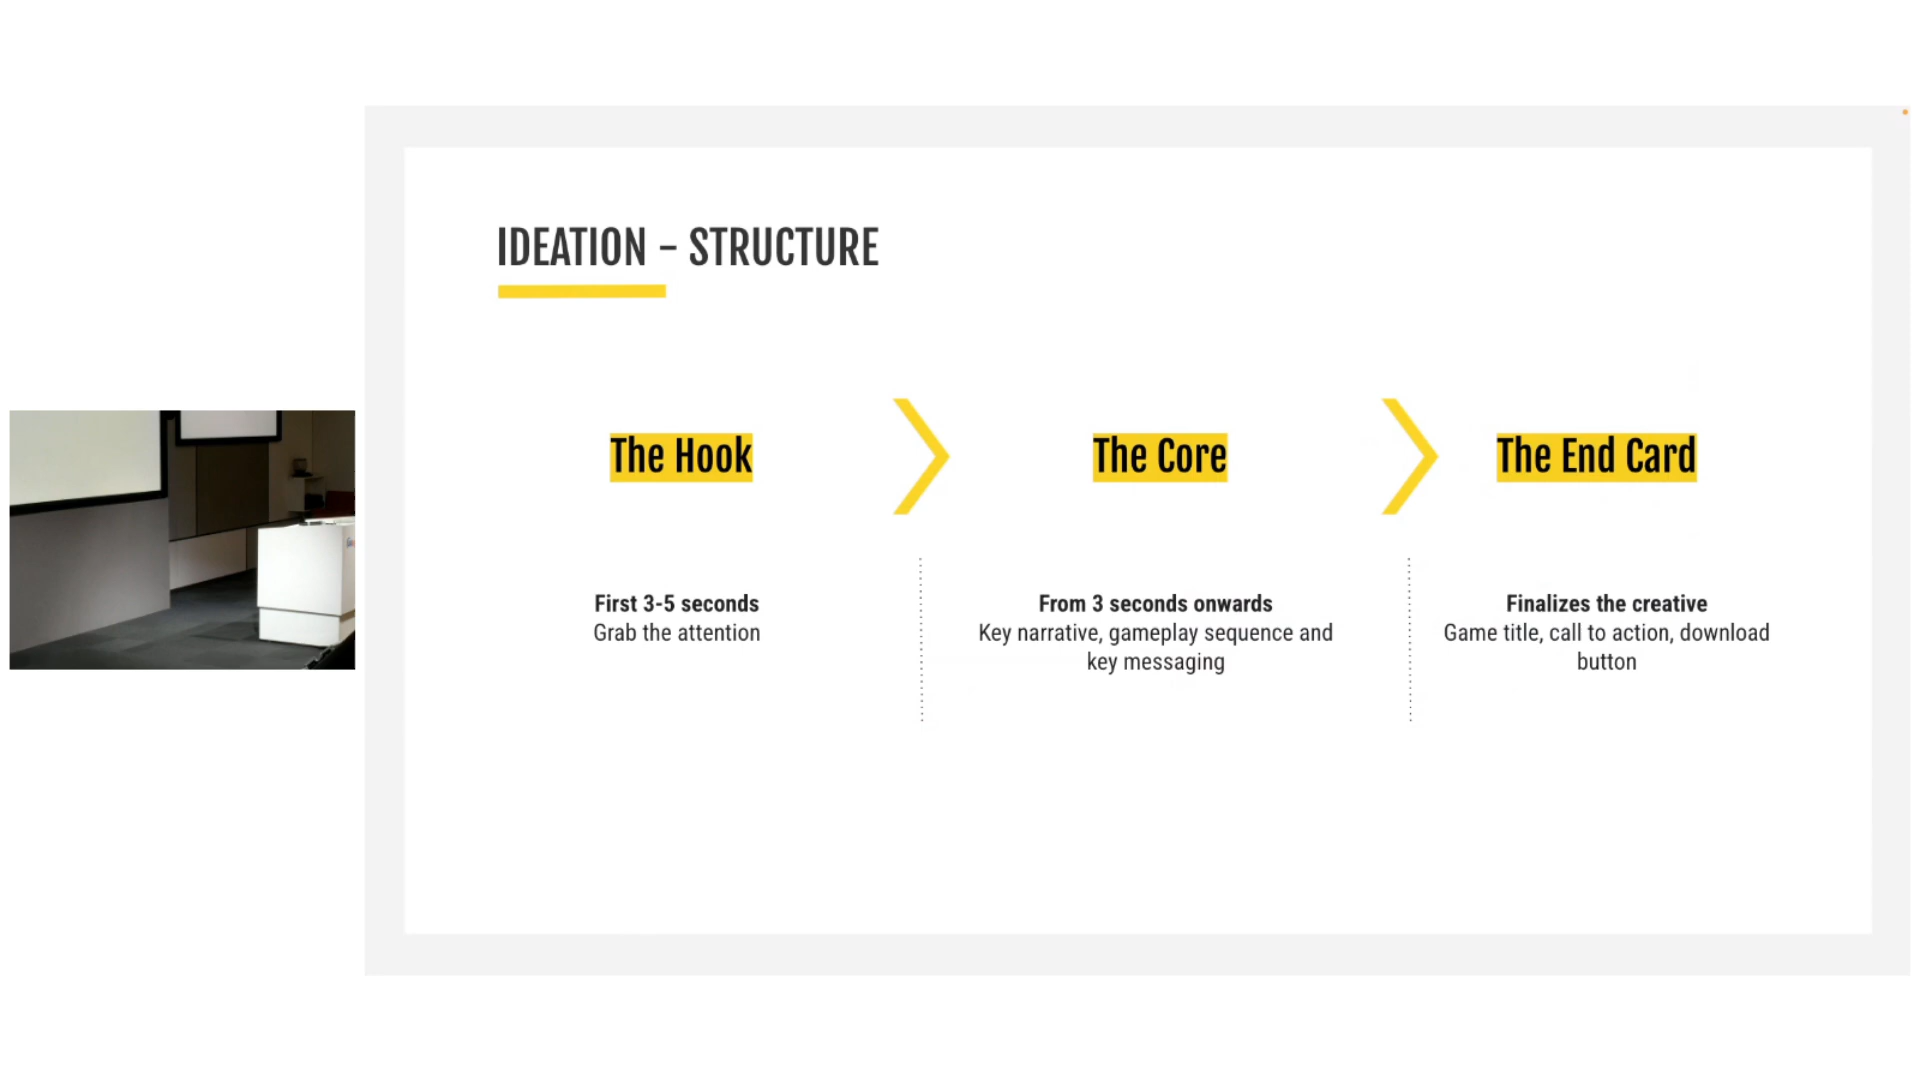 IDEATION - STRUCTURE
The Hook
The Core
The End Card
First 3-5 seconds
Grab the attention
From 3 seconds onwards
Key narrative, gameplay sequence and
key messaging
Finalizes the creative
Game title, call to action, download
button